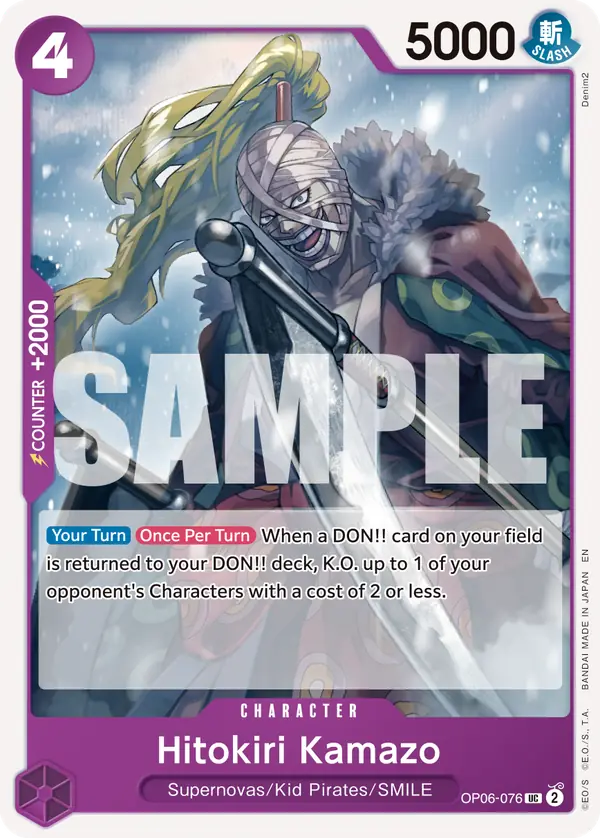 4
5000
斬
SLASH
Denim2
COUNTER +2000
SAMPLE
Your Turn Once Per Turn When a DON!! card on your field
is returned to your DON!! deck, K.O. up to 1 of your
opponent's Characters with a cost of 2 or less.
©E.O/S ©E.O./S., T.A. BANDAI MADE IN JAPAN EN
CHARACTER
Hitokiri Kamazo
Supernovas/Kid Pirates/SMILE
OP06-076 UC 2